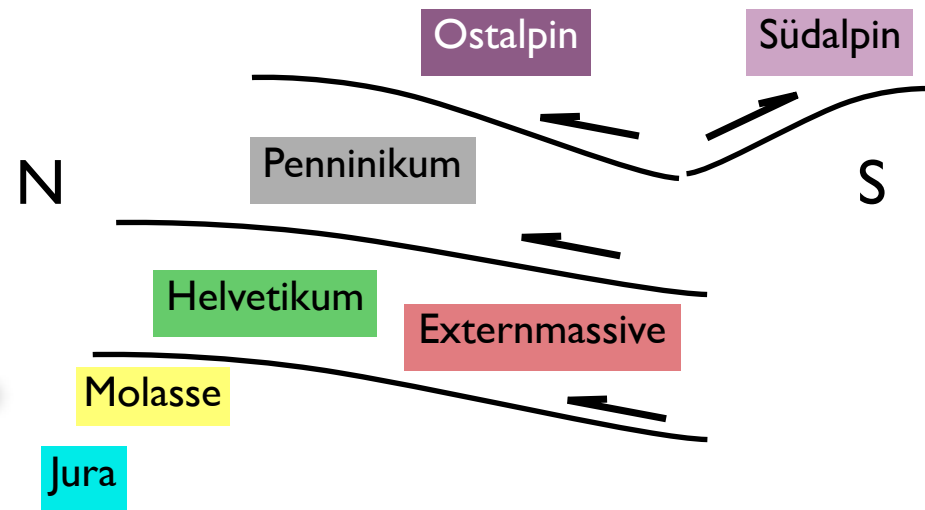 Ostalpin
Südalpin
Penninikum
N
S
Helvetikum
Externmassive
Molasse
Jura